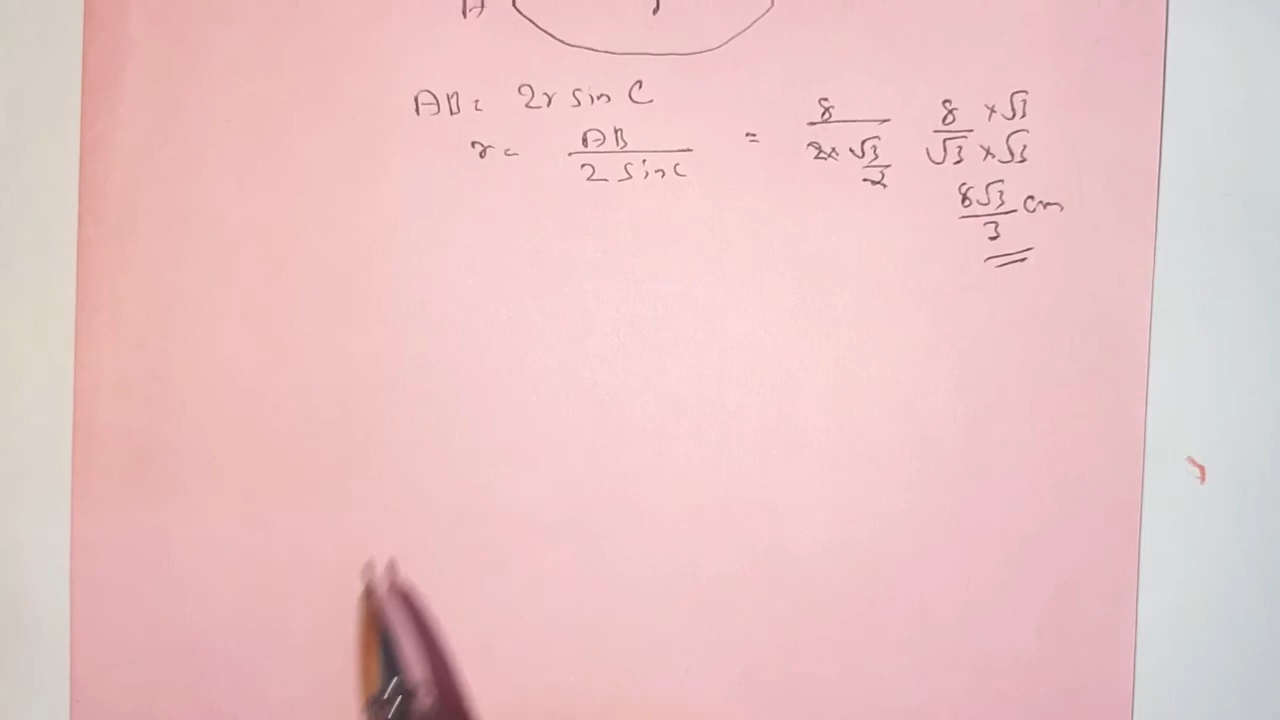 A
AB = 2r sin C
r = AB / 2 sin C = 8 / 2×√3/2 8×√3 / √3×√3
8√3 / 3 cm